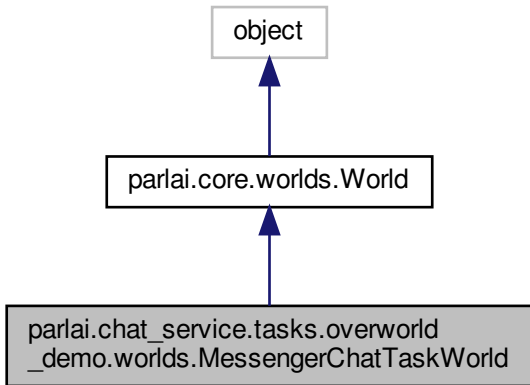 object
parlai.core.worlds.World
parlai.chat_service.tasks.overworld
_demo.worlds.MessengerChatTaskWorld